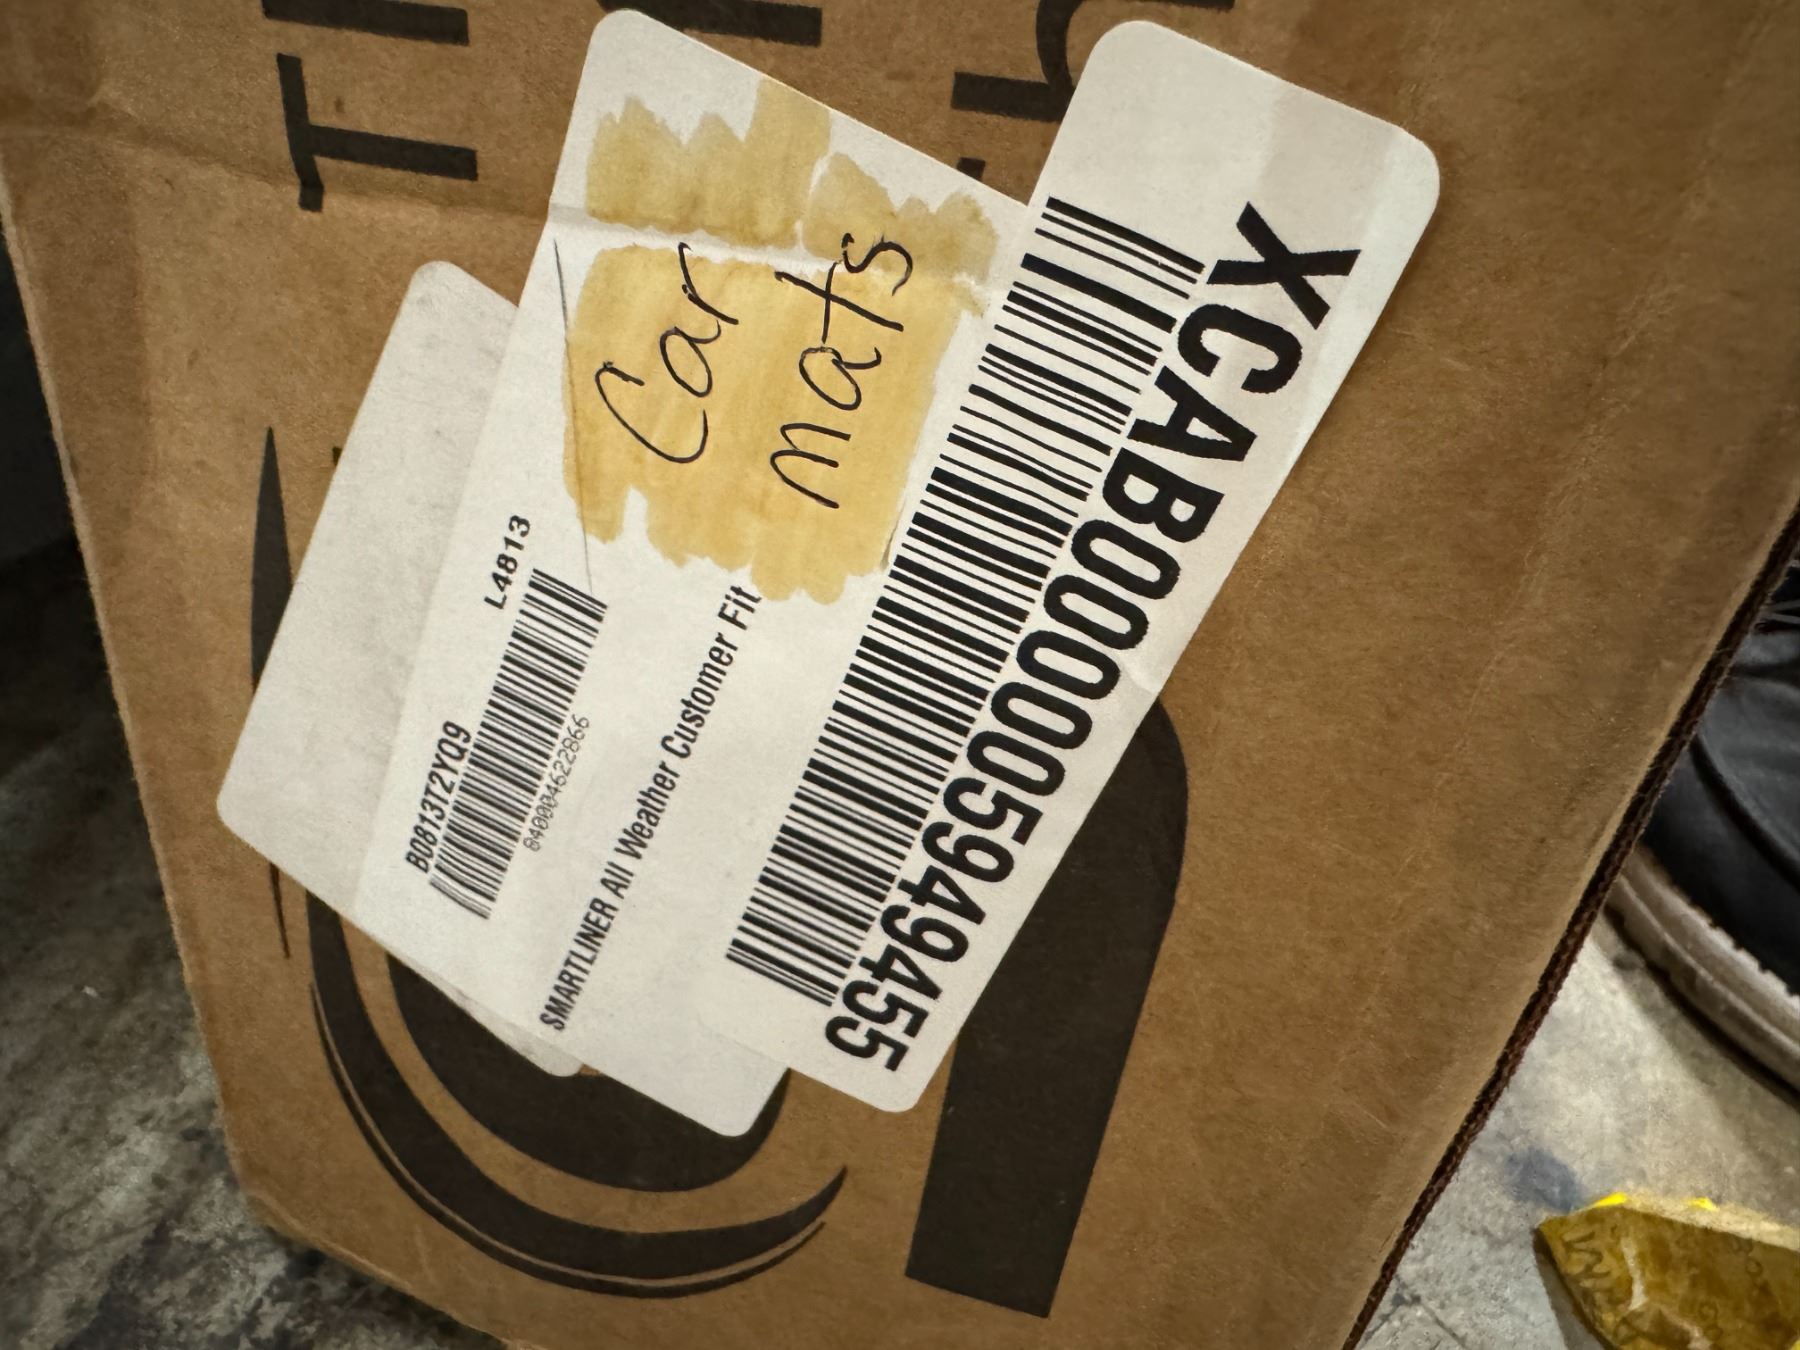 Car
mats
L4813
B0813T2YQ9
840004622866
SMARTLINER All Weather Customer Fit
XCAB00005949455